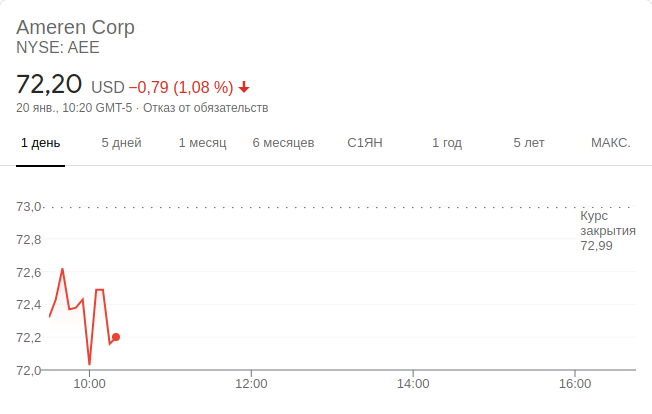 Ameren Corp
NYSE: AEE
72,20 USD −0,79 (1,08 %)
20 янв., 10:20 GMT-5 · Отказ от обязательств
1 день 5 дней 1 месяц 6 месяцев С1ЯН 1 год 5 лет МАКС.
73,0
Курс
закрытия
72,99
72,8
72,6
72,4
72,2
72,0
10:00 12:00 14:00 16:00